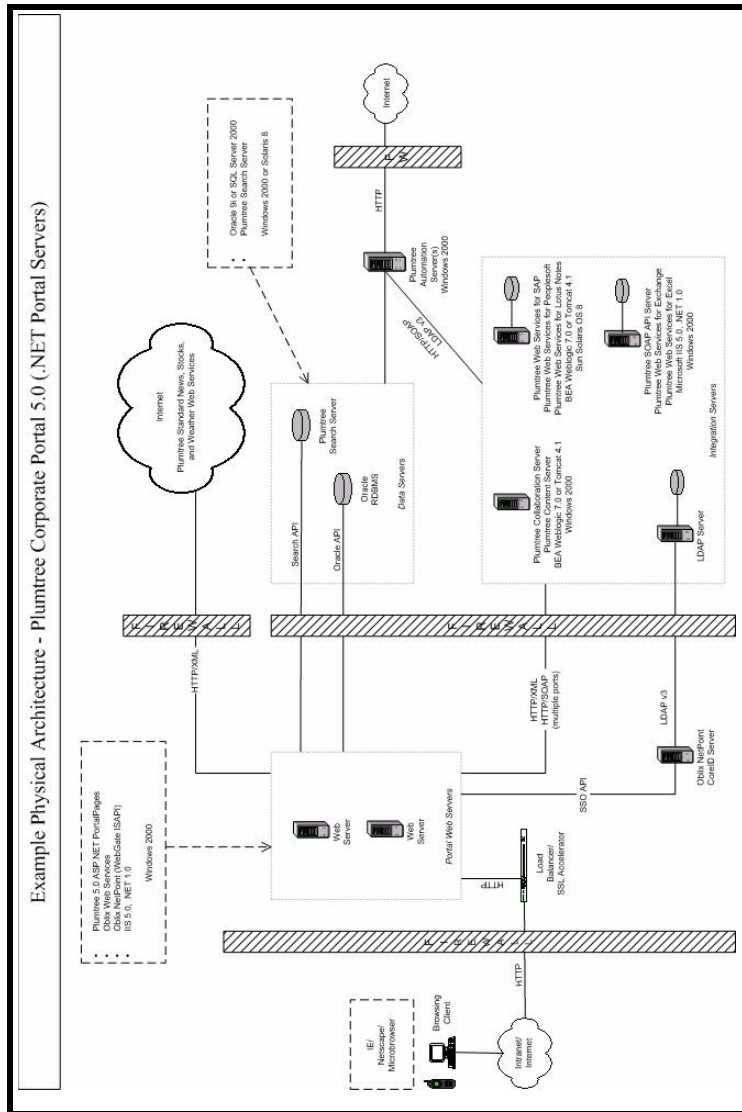 Example Physical Architecture - Plumtree Corporate Portal 5.0 (.NET Portal Servers)
Plumtree 5.0 ASP.NET PortalPages
Oblix Web Services
Oblix NetPoint (WebGate ISAPI)
IIS 5.0, .NET 1.0
Windows 2000
Internet
Plumtree Standard News, Stocks,
and Weather Web Services
Oracle 9i or SQL Server 2000
Plumtree Search Server
Windows 2000 or Solaris 8
HTTP/XML
FIREWALL
IE/
Netscape/
Microbrowser
Browsing
Client
Intranet/
Internet
HTTP
FIREWALL
Web
Server
Web
Server
Portal Web Servers
HTTP
Load
Balancer/
SSL Accelerator
SSO API
Oblix NetPoint
CoreID Server
LDAP v3
HTTP/XML
HTTP/SOAP
(multiple ports)
FIREWALL
Search API
Plumtree
Search Server
Oracle API
Oracle
RDBMS
Data Servers
HTTP/SOAP
LDAP v3
Plumtree
Automation
Server(s)
Windows 2000
HTTP
FW
Internet
Plumtree Collaboration Server
Plumtree Content Server
BEA Weblogic 7.0 or Tomcat 4.1
Windows 2000
Plumtree Web Services for SAP
Plumtree Web Services for Peoplesoft
Plumtree Web Services for Lotus Notes
BEA Weblogic 7.0 or Tomcat 4.1
Sun Solaris OS 8
LDAP Server
Plumtree SOAP API Server
Plumtree Web Services for Exchange
Plumtree Web Services for Excel
Microsoft IIS 5.0, .NET 1.0
Windows 2000
Integration Servers